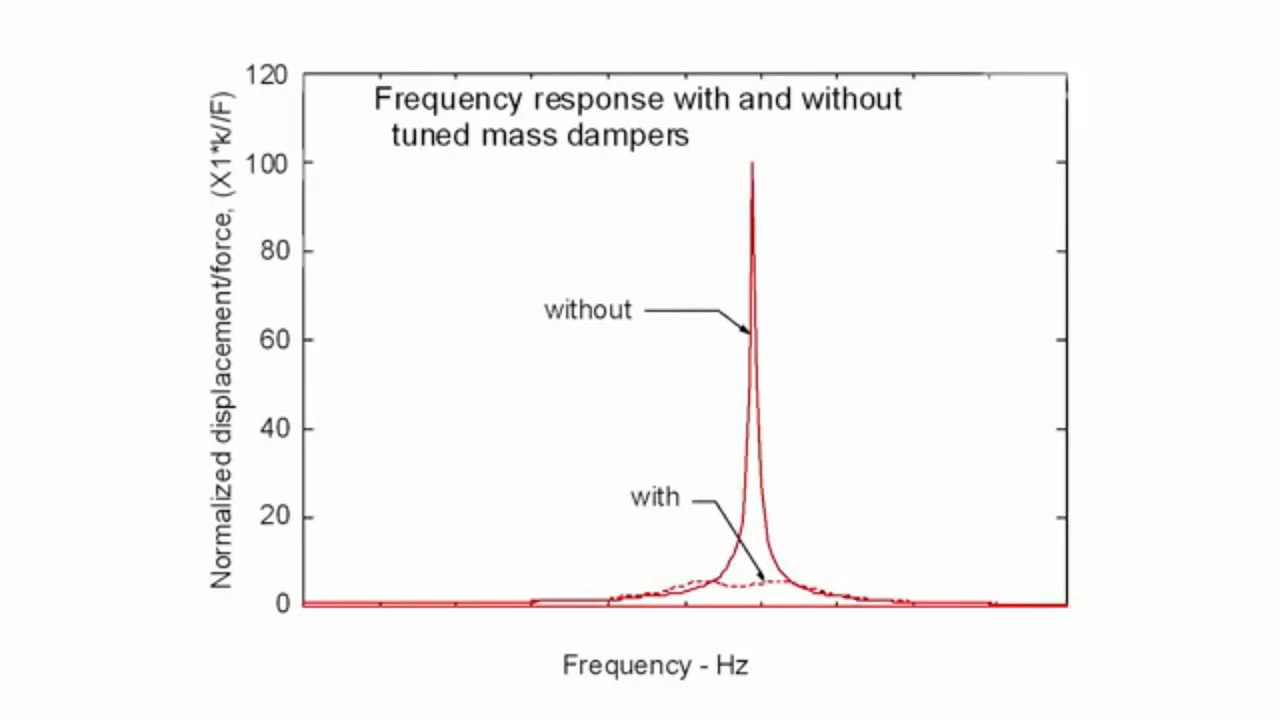 Frequency response with and without
tuned mass dampers
Normalized displacement/force, (X1*k//F)
120
100
80
60
40
20
0
without
with
Frequency - Hz